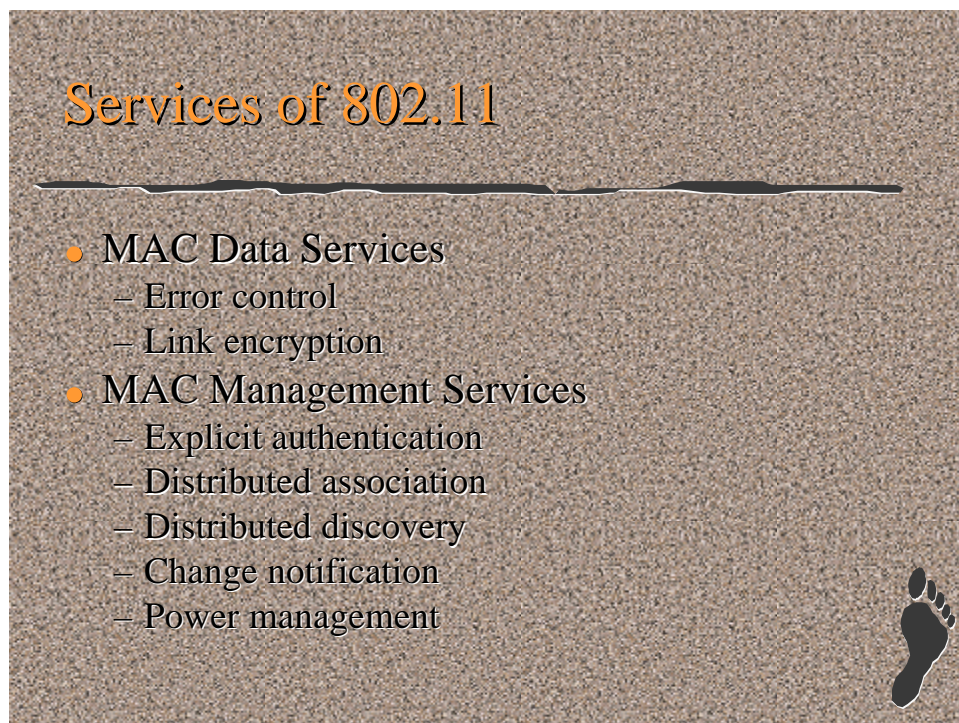 Services of 802.11
● MAC Data Services
– Error control
– Link encryption
● MAC Management Services
– Explicit authentication
– Distributed association
– Distributed discovery
– Change notification
– Power management